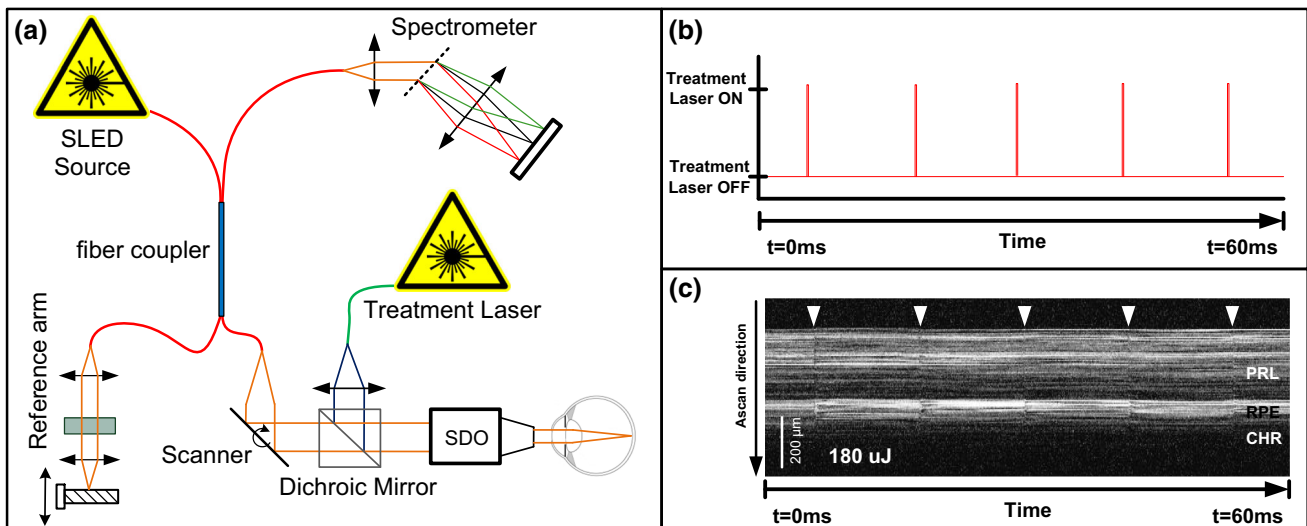 (a)
Spectrometer
SLED
Source
fiber coupler
Treatment Laser
Reference arm
Scanner
SDO
Dichroic Mirror
(b)
Treatment
Laser ON
Treatment
Laser OFF
Time
t=0ms
t=60ms
(c)
Ascan direction
PRL
RPE
CHR
200 µm
180 uJ
Time
t=0ms
t=60ms